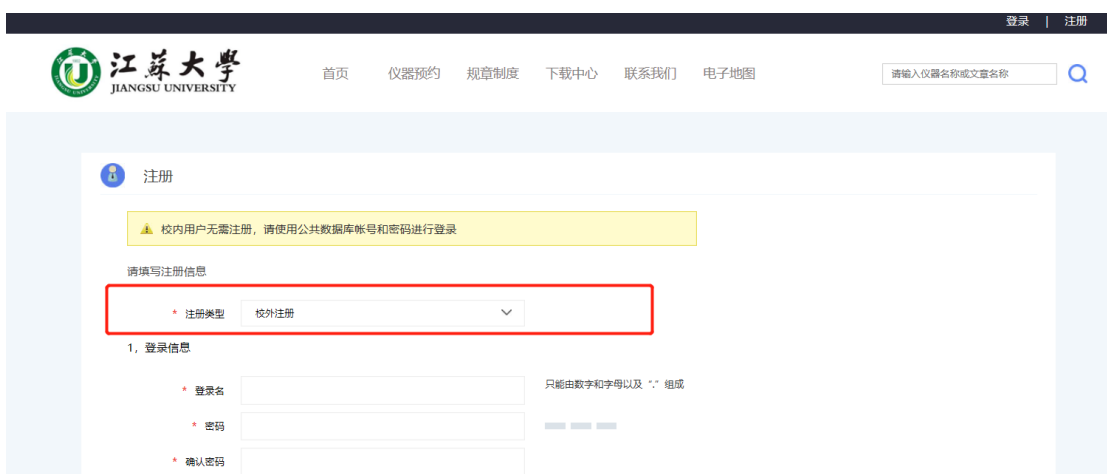 登录 | 注册
江苏大學
JIANGSU UNIVERSITY
首页 仪器预约 规章制度 下载中心 联系我们 电子地图
请输入仪器名称或文章名称
注册
校内用户无需注册，请使用公共数据库帐号和密码进行登录
请填写注册信息
* 注册类型 校外注册
1，登录信息
* 登录名 只能由数字和字母以及 "." 组成
* 密码
* 确认密码